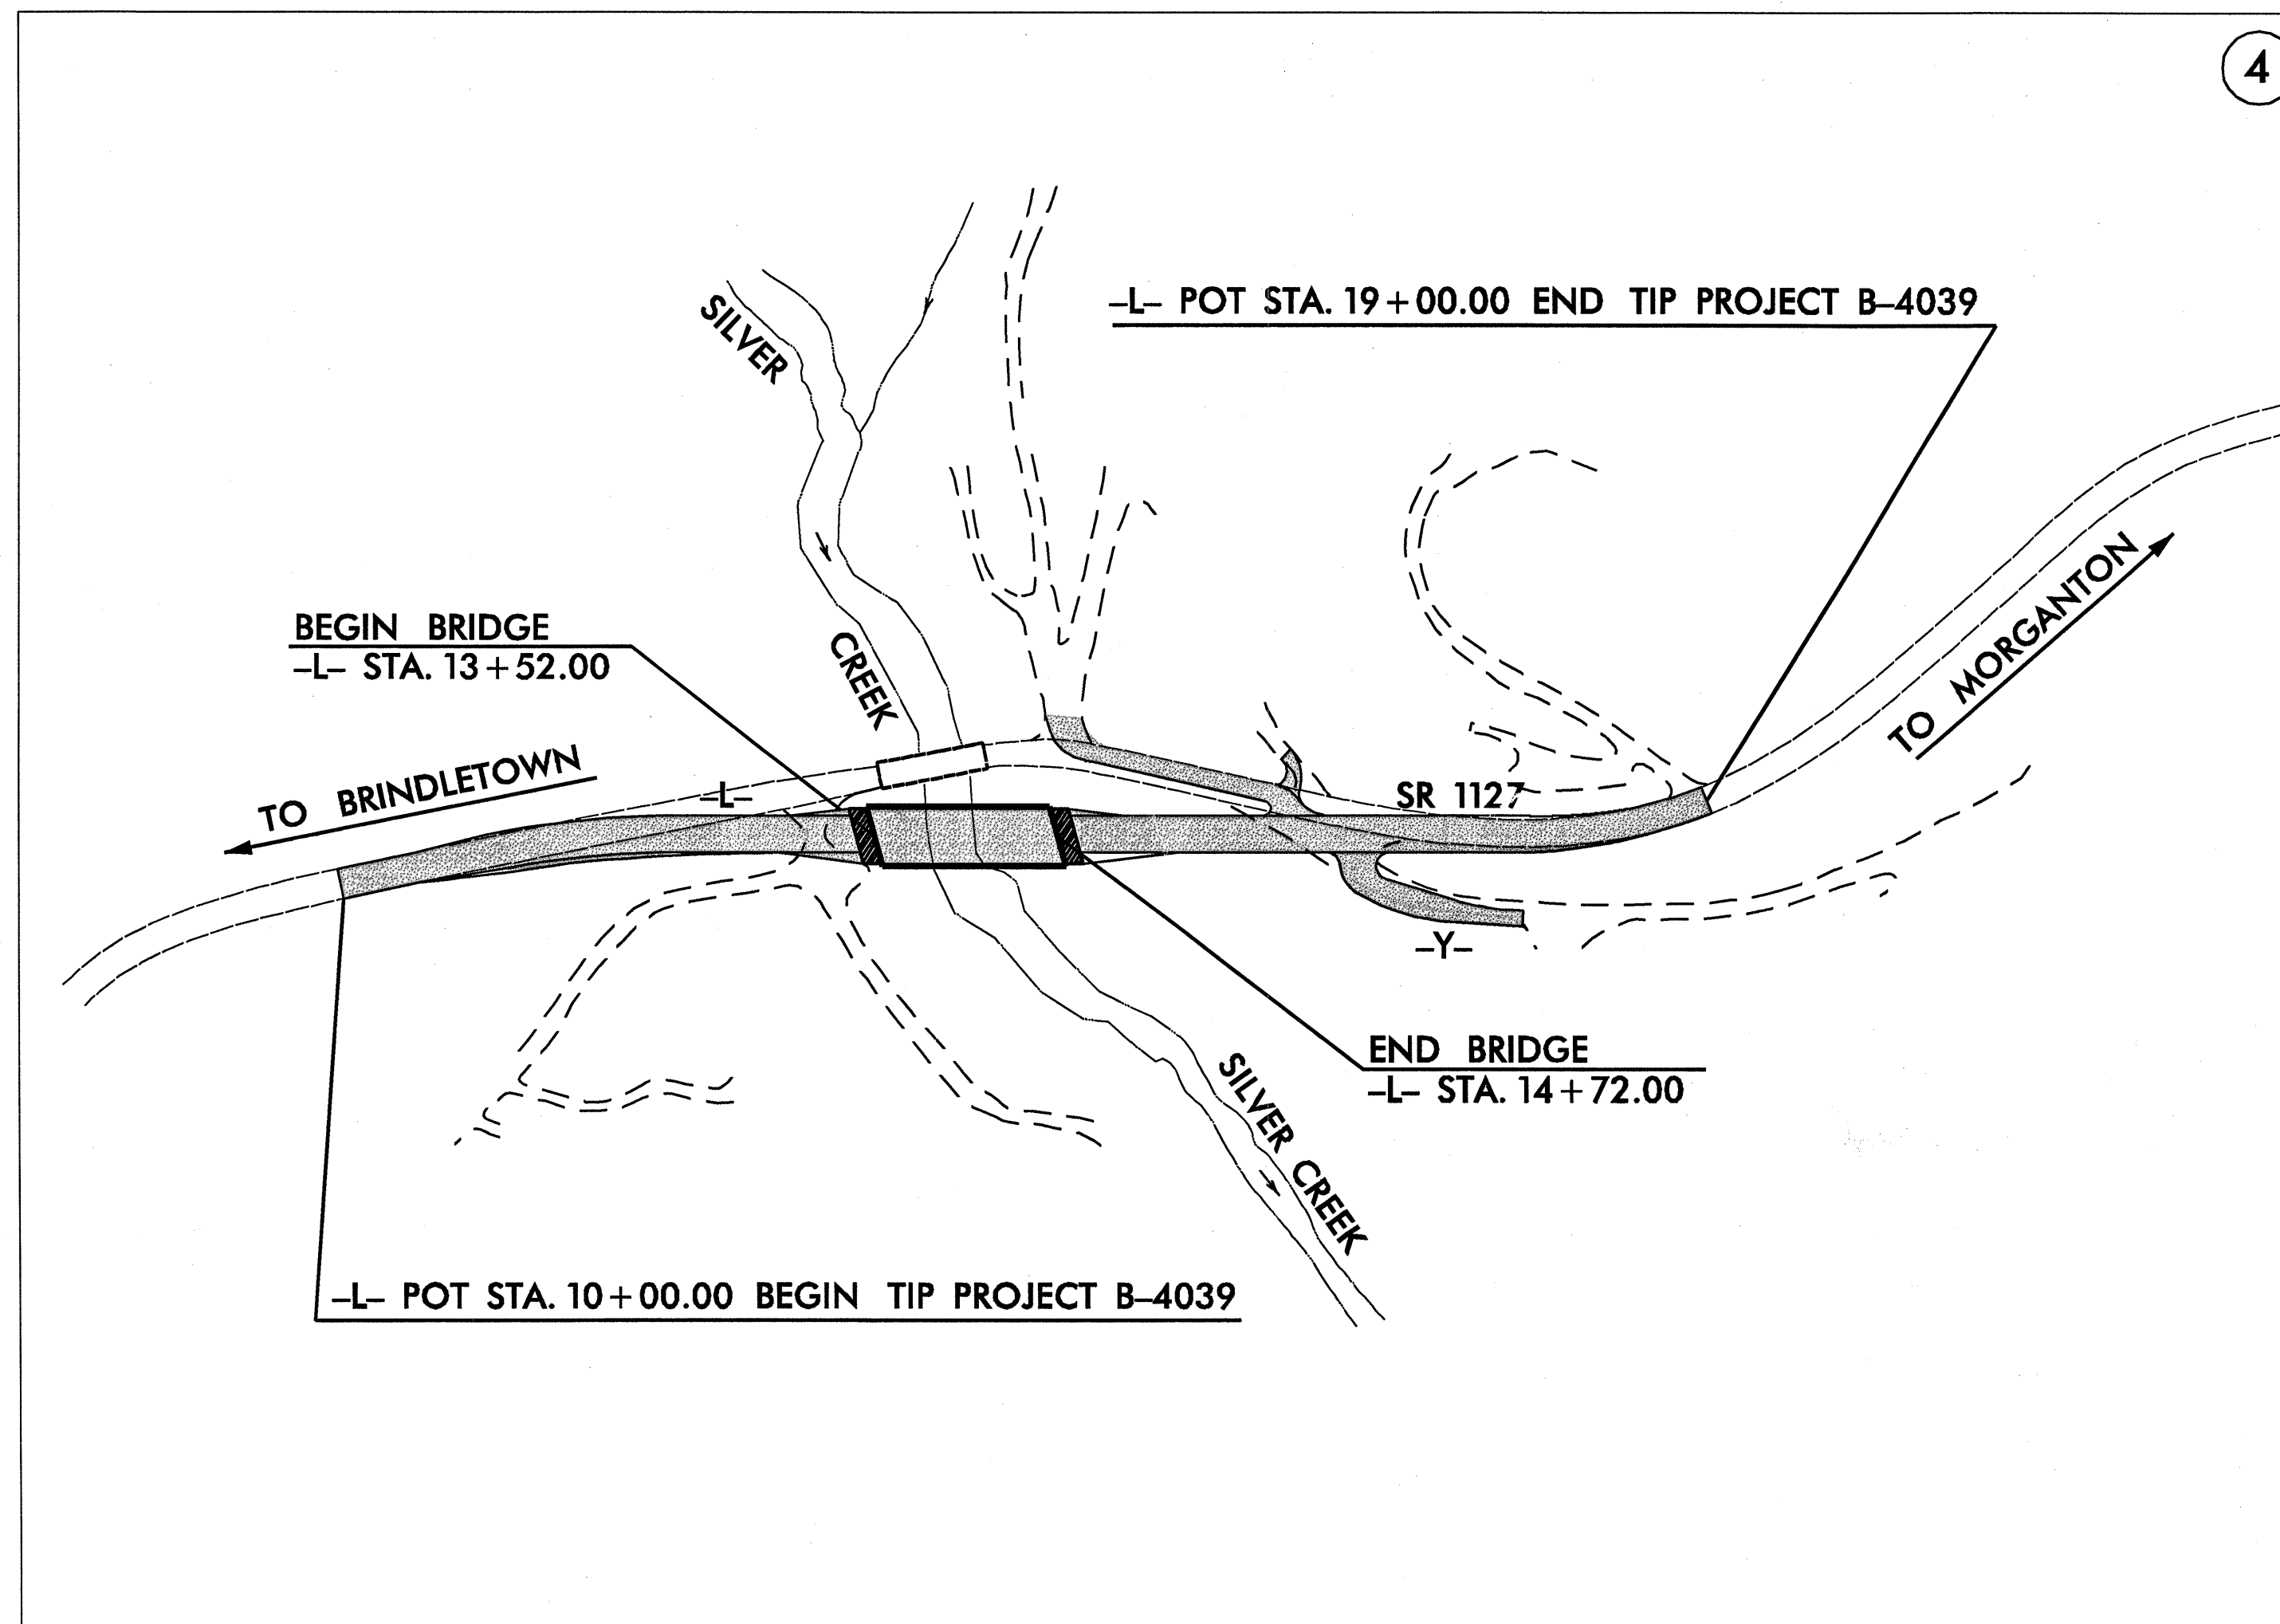 4
-L- POT STA. 19+00.00 END TIP PROJECT B-4039
SILVER
CREEK
BEGIN BRIDGE
-L- STA. 13+52.00
TO MORGANTON
TO BRINDLETOWN
-L-
SR 1127
-Y-
END BRIDGE
-L- STA. 14+72.00
SILVER CREEK
-L- POT STA. 10+00.00 BEGIN TIP PROJECT B-4039